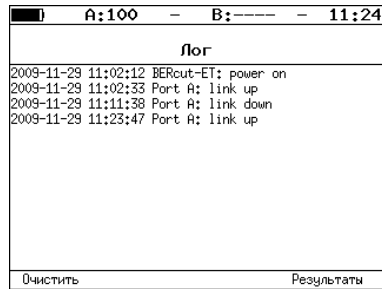 A:100 – B:---- – 11:24
Лог
2009-11-29 11:02:12 BERcut-ET: power on
2009-11-29 11:02:33 Port A: link up
2009-11-29 11:11:38 Port A: link down
2009-11-29 11:23:47 Port A: link up
Очистить Результаты